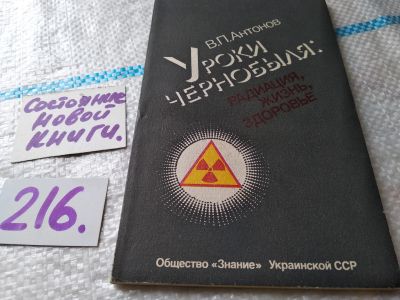 Состояние
новой
книги.
216.
В.П.Антонов
Уроки
Чернобыля:
РАДИАЦИЯ,
ЖИЗНЬ,
ЗДОРОВЬЕ
Общество «Знание» Украинской ССР